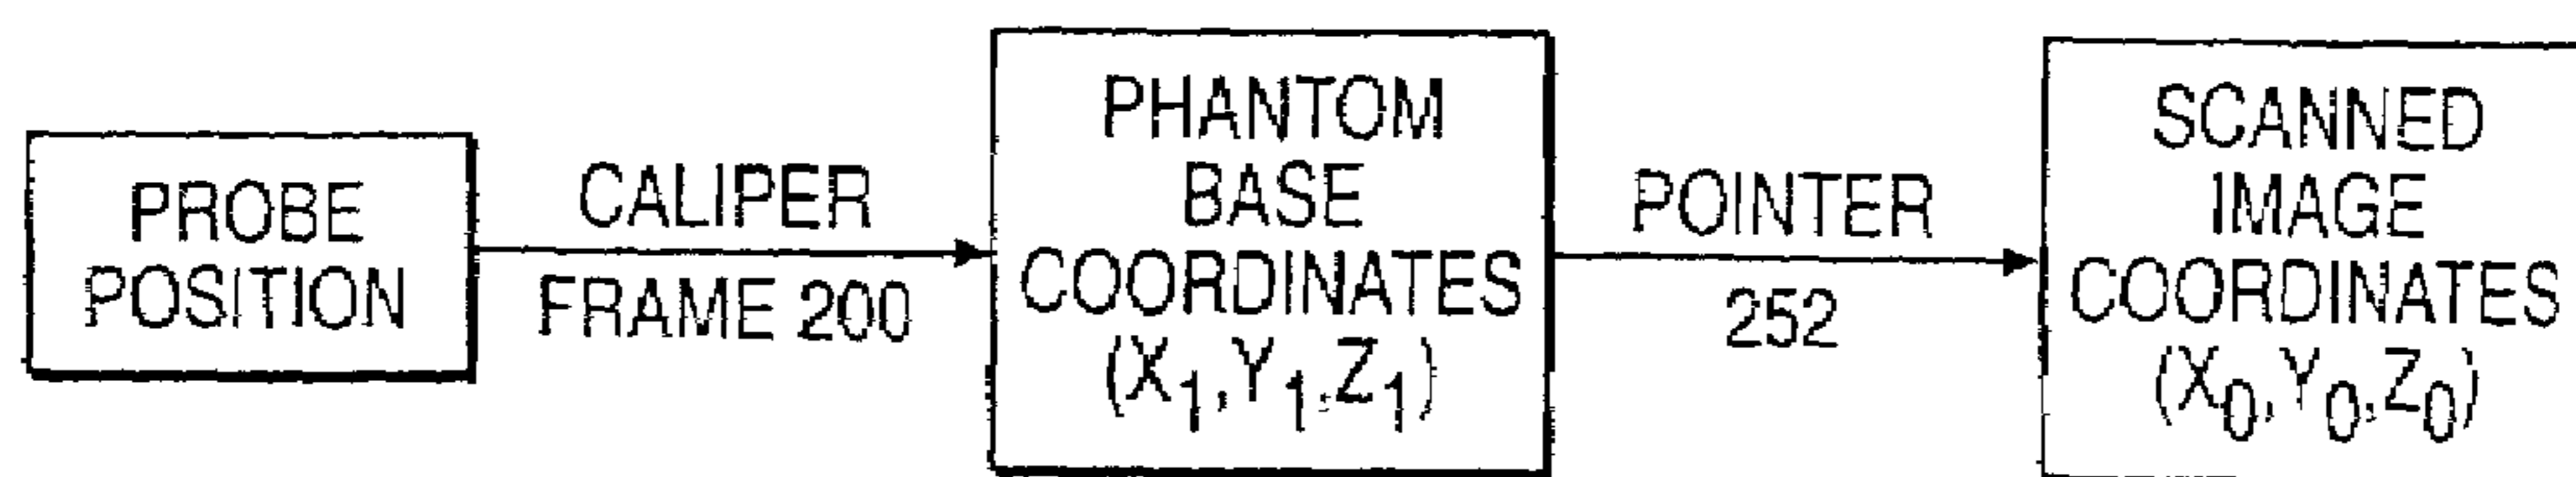 PROBE
POSITION
CALIPER
FRAME 200
PHANTOM
BASE
COORDINATES
(X₁,Y₁,Z₁)
POINTER
252
SCANNED
IMAGE
COORDINATES
(X₀,Y₀,Z₀)